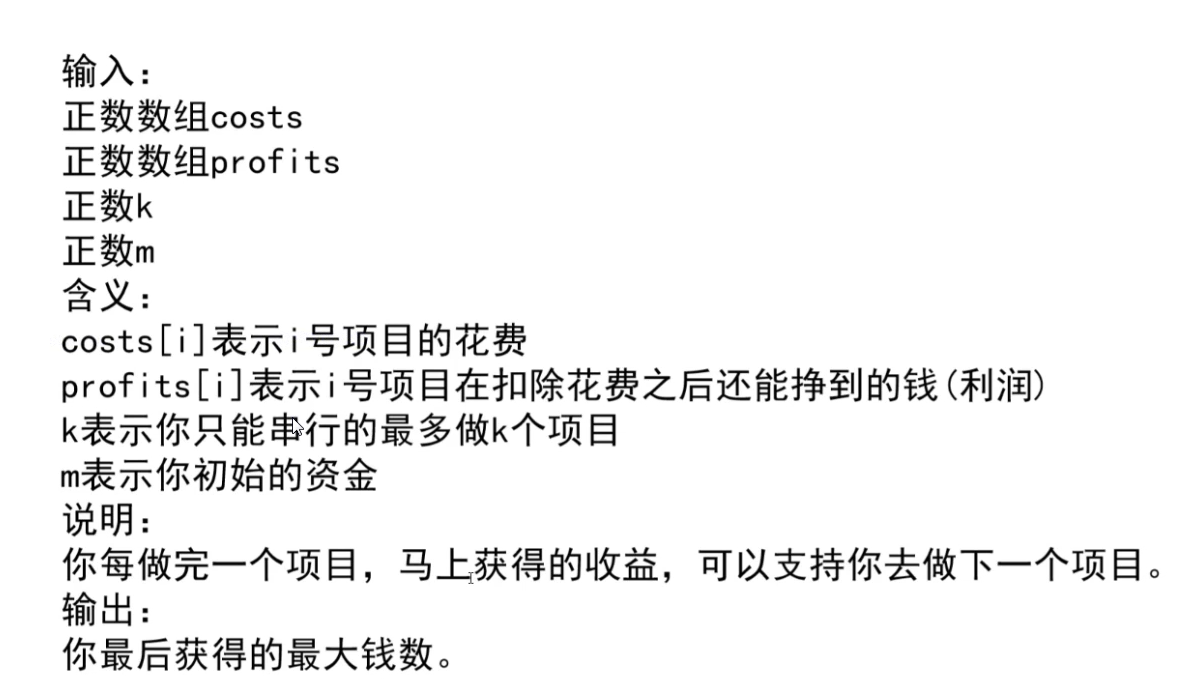 输入：
正数数组costs
正数数组profits
正数k
正数m
含义：
costs[i]表示i号项目的花费
profits[i]表示i号项目在扣除花费之后还能挣到的钱(利润)
k表示你只能串行的最多做k个项目
m表示你初始的资金
说明：
你每做完一个项目，马上获得的收益，可以支持你去做下一个项目。
输出：
你最后获得的最大钱数。